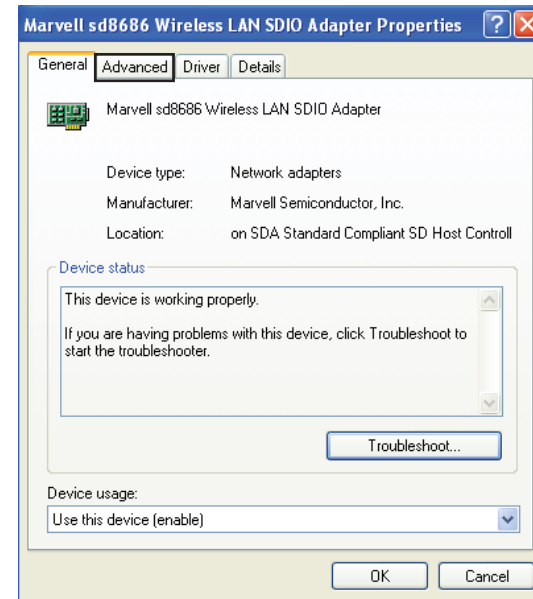 Marvell sd8686 Wireless LAN SDIO Adapter Properties
General Advanced Driver Details
Marvell sd8686 Wireless LAN SDIO Adapter
Device type: Network adapters
Manufacturer: Marvell Semiconductor, Inc.
Location: on SDA Standard Compliant SD Host Controll
Device status
This device is working properly.
If you are having problems with this device, click Troubleshoot to
start the troubleshooter.
Troubleshoot...
Device usage:
Use this device (enable)
OK Cancel